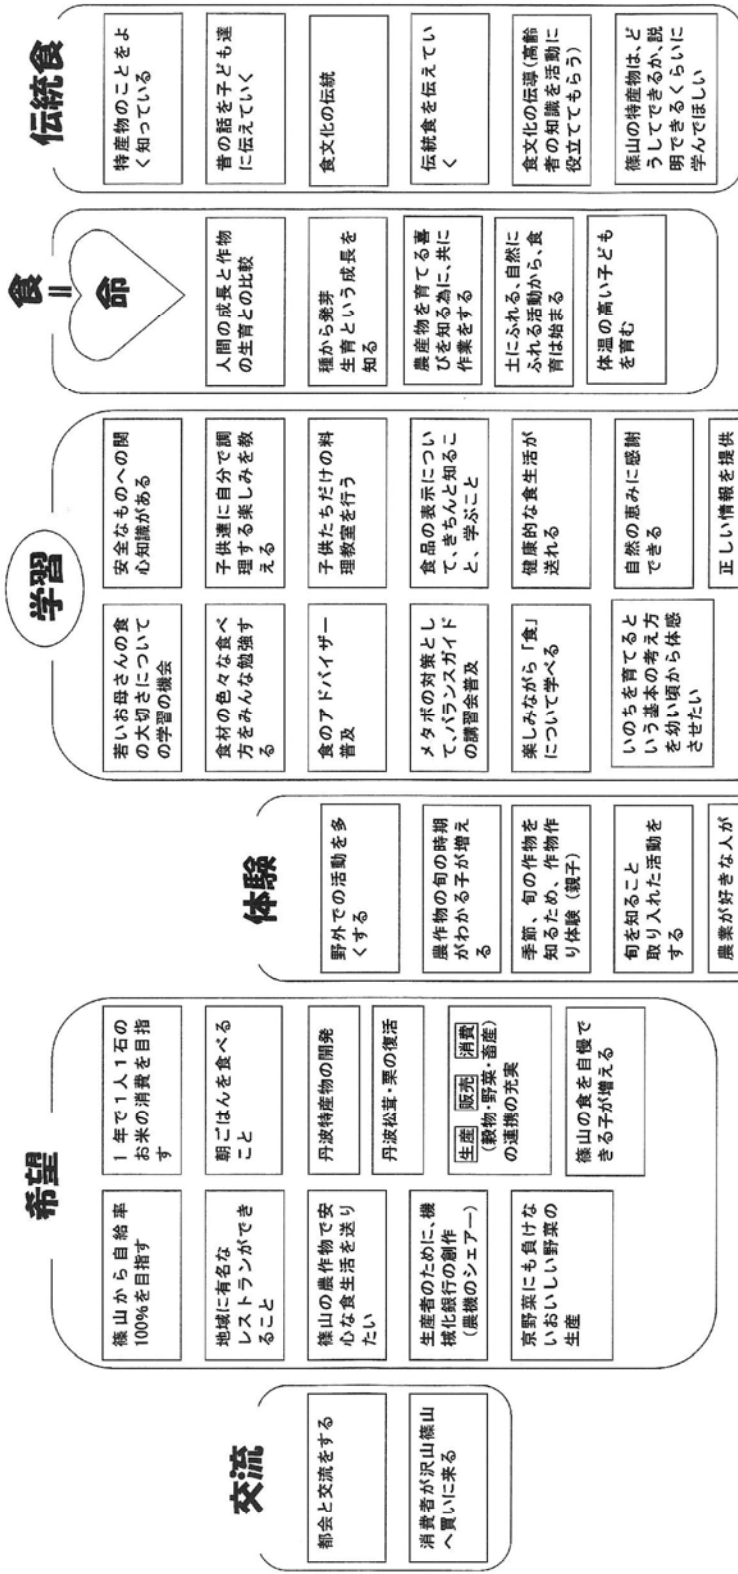 交流
都会と交流をする
消費者が沢山篠山
へ買いに来る
希望
篠山から自給率
100%を目指す
地域に有名な
レストランができ
ること
篠山の農作物で安
心な食生活を送り
たい
生産者のために、機
械化銀行の創作
(農機のシェアー)
京野菜にも負けな
いおいしい野菜の
生産
1年で1人1石の
お米の消費を目指
す
朝ごはんを食べる
こと
丹波特産物の開発
丹波松茸・栗の復活
生産 販売 消費
(穀物・野菜・畜産)
の連携の充実
篠山の食を自慢で
きる子が増える
体験
野外での活動を多
くする
農作物の旬の時期
がわかる子が増え
る
季節、旬の作物を
知るため、作物作
り体験(親子)
旬を知ること
取り入れた活動を
する
農業が好きな人が
学習
若いお母さんの食
の大切さについて
の学習の機会
食材の色々な食べ
方をみんな勉強す
る
食のアドバイザー
普及
メタボの対策とし
て、バランスガイド
の講習会普及
楽しみながら「食」
について学べる
いのちを育てると
いう基本の考え方
を幼い頃から体感
させたい
安全なものへの関
心知識がある
子供達に自分で調
理する楽しみを教
える
子供たちだけの料
理教室を行う
食品の表示につい
て、きちんと知るこ
と、学ぶこと
健康的な食生活が
送れる
自然の恵みに感謝
できる
正しい情報を提供
食
=
命
人間の成長と作物
の生育との比較
種から発芽
生育という成長を
知る
農産物を育てる喜
びを知る為に、共に
作業をする
土にふれる、自然に
ふれる活動から、食
育は始まる
体温の高い子ども
を育む
伝統食
特産物のことをよ
く知っている
昔の話を子ども達
に伝えていく
食文化の伝統
伝統食を伝えてい
く
食文化の伝導(高齢
者の知識を活動に
役立ててもらう)
篠山の特産物は、ど
うしてできるか、説
明できるくらいに
学んでほしい